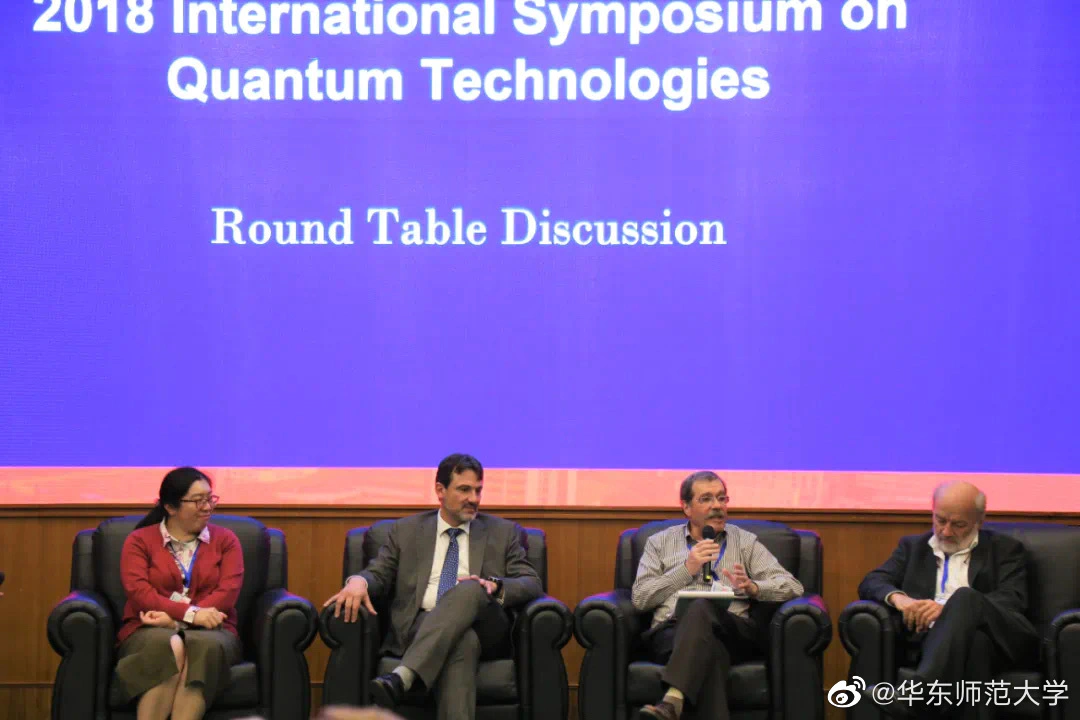 2018 International Symposium on
Quantum Technologies
Round Table Discussion
@华东师范大学